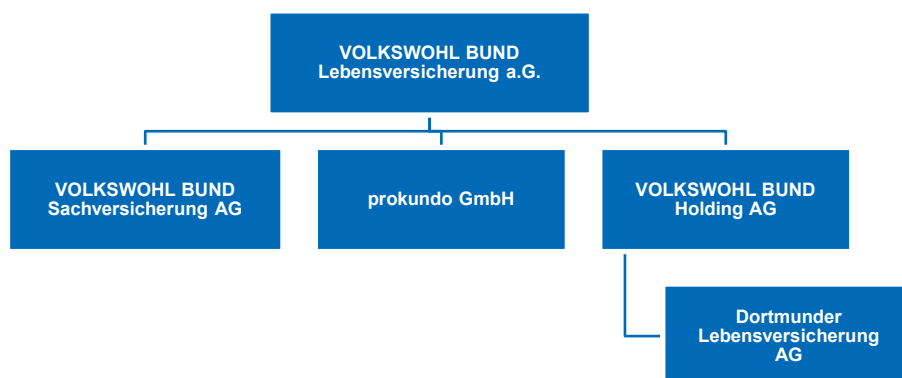 VOLKSWOHL BUND
Lebensversicherung a.G.
VOLKSWOHL BUND
Sachversicherung AG
prokundo GmbH
VOLKSWOHL BUND
Holding AG
Dortmunder
Lebensversicherung
AG